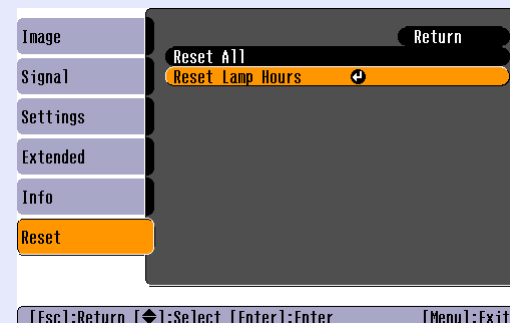 Image
Signal
Settings
Extended
Info
Reset
Return
Reset All
Reset Lamp Hours
[Esc]:Return [◆]:Select [Enter]:Enter [Menu]:Exit